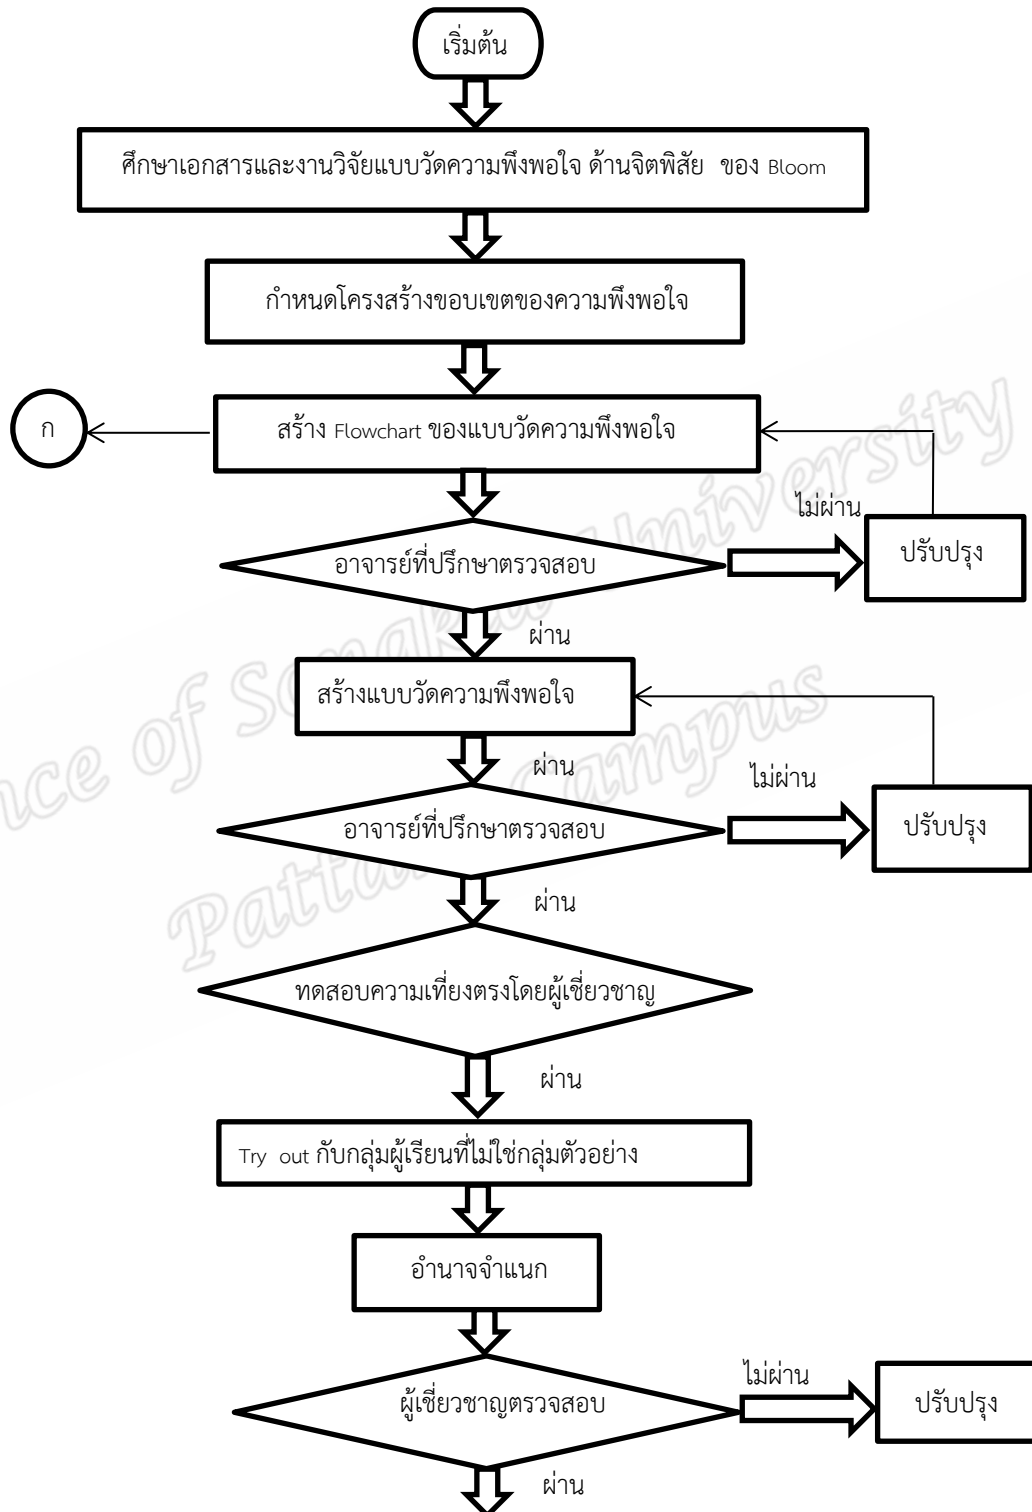 เริ่มต้น
ศึกษาเอกสารและงานวิจัยแบบวัดความพึงพอใจ ด้านจิตพิสัย ของ Bloom
กำหนดโครงสร้างขอบเขตของความพึงพอใจ
ก
สร้าง Flowchart ของแบบวัดความพึงพอใจ
ไม่ผ่าน
ปรับปรุง
อาจารย์ที่ปรึกษาตรวจสอบ
ผ่าน
สร้างแบบวัดความพึงพอใจ
ผ่าน
ไม่ผ่าน
ปรับปรุง
อาจารย์ที่ปรึกษาตรวจสอบ
ผ่าน
ทดสอบความเที่ยงตรงโดยผู้เชี่ยวชาญ
ผ่าน
Try out กับกลุ่มผู้เรียนที่ไม่ใช่กลุ่มตัวอย่าง
อำนาจจำแนก
ไม่ผ่าน
ผู้เชี่ยวชาญตรวจสอบ
ปรับปรุง
ผ่าน
University
Campus